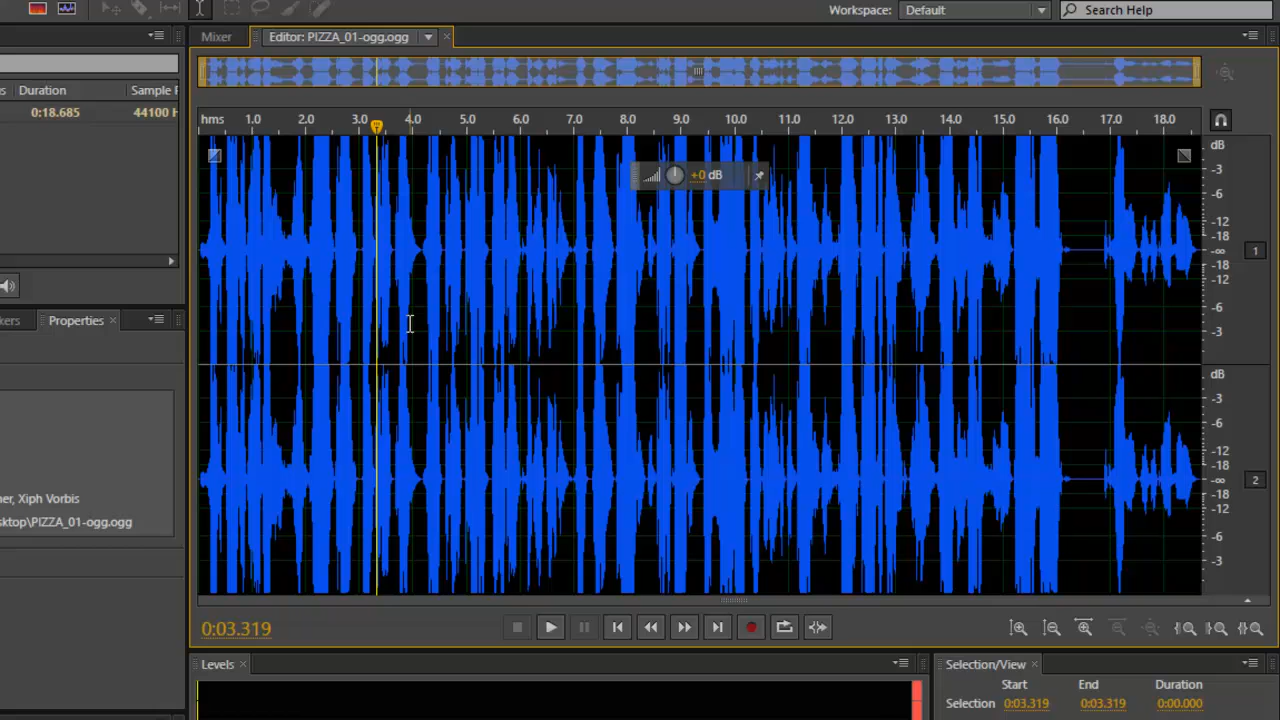 Workspace: Default Search Help
Mixer Editor: PIZZA_01-ogg.ogg
Duration Sample
0:18.685 44100
hms 1.0 2.0 3.0 4.0 5.0 6.0 7.0 8.0 9.0 10.0 11.0 12.0 13.0 14.0 15.0 16.0 17.0 18.0
+0 dB
dB
-3
-6
-12
-18
-∞
-18
-12
-6
-3
1
dB
-3
-6
-12
-18
-∞
-18
-12
-6
-3
2
kers Properties
ner, Xiph Vorbis
sktop\PIZZA_01-ogg.ogg
0:03.319
Levels
Selection/View
Start End Duration
Selection 0:03.319 0:03.319 0:00.000